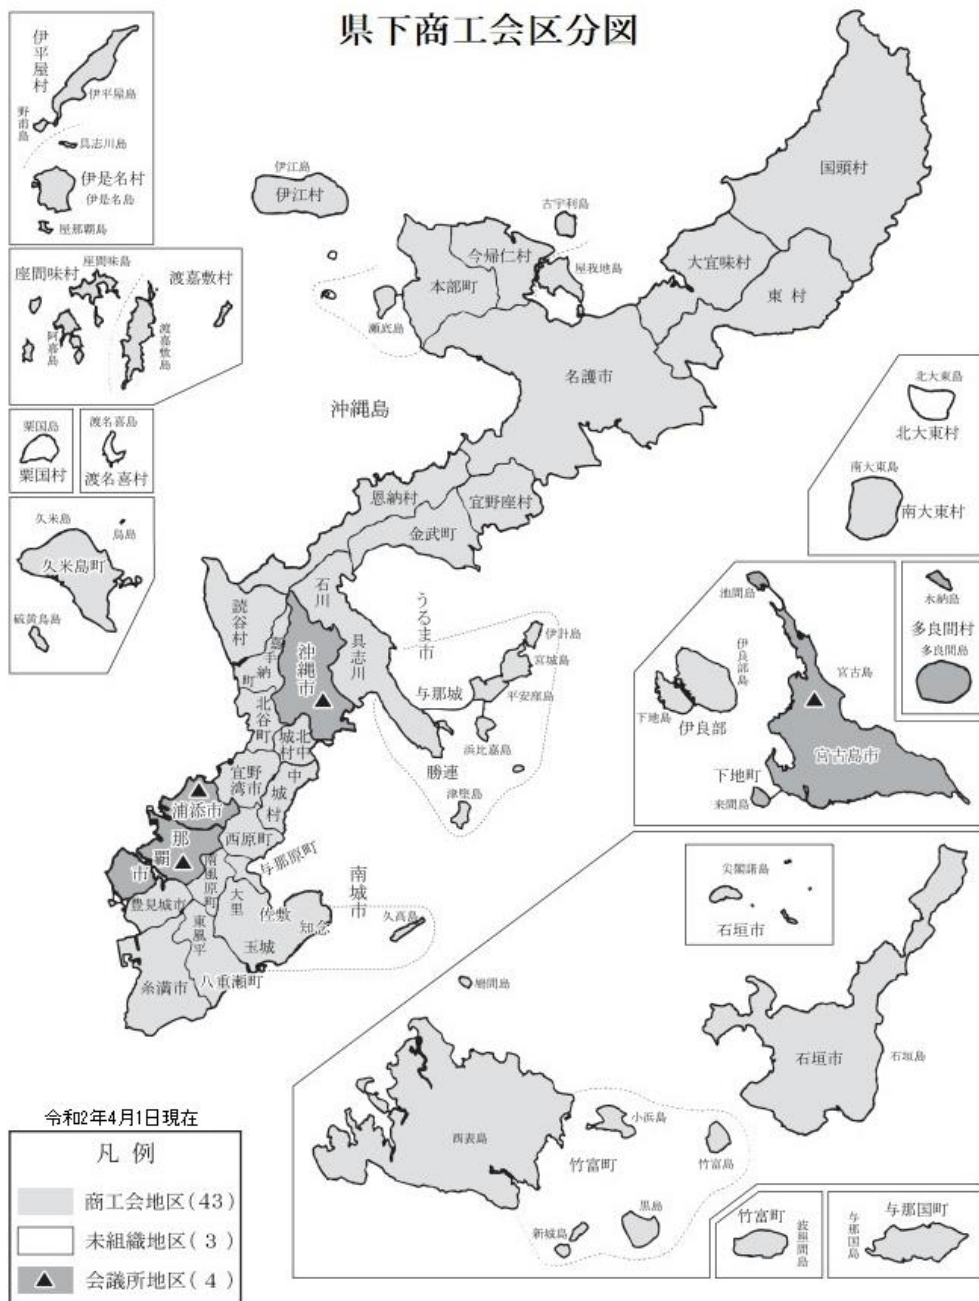 県下商工会区分図
伊平屋村
伊平屋島
野甫島
具志川島
伊是名村
伊是名島
屋那覇島
座間味村
座間味島
阿嘉島
渡嘉敷村
渡嘉敷島
粟国島
粟国村
渡名喜島
渡名喜村
久米島
鳥島
久米島町
硫黄鳥島
伊江島
伊江村
古宇利島
今帰仁村
屋我地島
本部町
瀬底島
国頭村
大宜味村
東村
名護市
沖縄島
恩納村
宜野座村
金武町
北大東島
北大東村
南大東島
南大東村
石川
うるま市
読谷村
嘉手納町
沖縄市
具志川
伊計島
宮城島
与那城
平安座島
浜比嘉島
勝連
津堅島
北谷町
北中城村
宜野湾市
中城村
浦添市
西原町
那覇市
与那原町
南風原町
南城市
豊見城市
大里
佐敷
知念
久高島
東風平
玉城
糸満市
八重瀬町
池間島
伊良部島
宮古島
下地島
伊良部
宮古島市
下地町
来間島
水納島
多良間村
多良間島
尖閣諸島
石垣市
石垣市
石垣島
鳩間島
西表島
小浜島
竹富町
竹富島
新城島
黒島
竹富町
波照間島
与那国町
与那国島
令和2年4月1日現在
凡例
商工会地区(43)
未組織地区(3)
会議所地区(4)